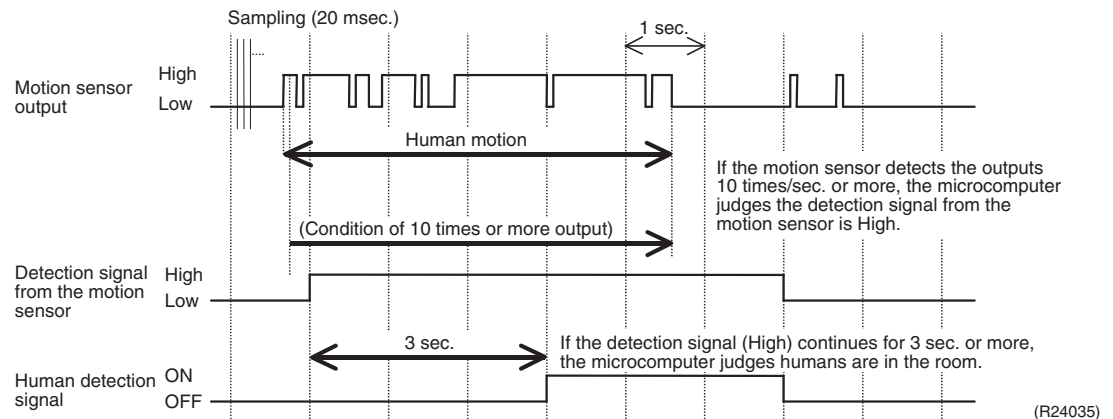 Sampling (20 msec.)
....
1 sec.
Motion sensor
output
High
Low
Human motion
If the motion sensor detects the outputs
10 times/sec. or more, the microcomputer
judges the detection signal from the
motion sensor is High.
(Condition of 10 times or more output)
Detection signal
from the motion
sensor
High
Low
3 sec.
If the detection signal (High) continues for 3 sec. or more,
the microcomputer judges humans are in the room.
Human detection
signal
ON
OFF
(R24035)